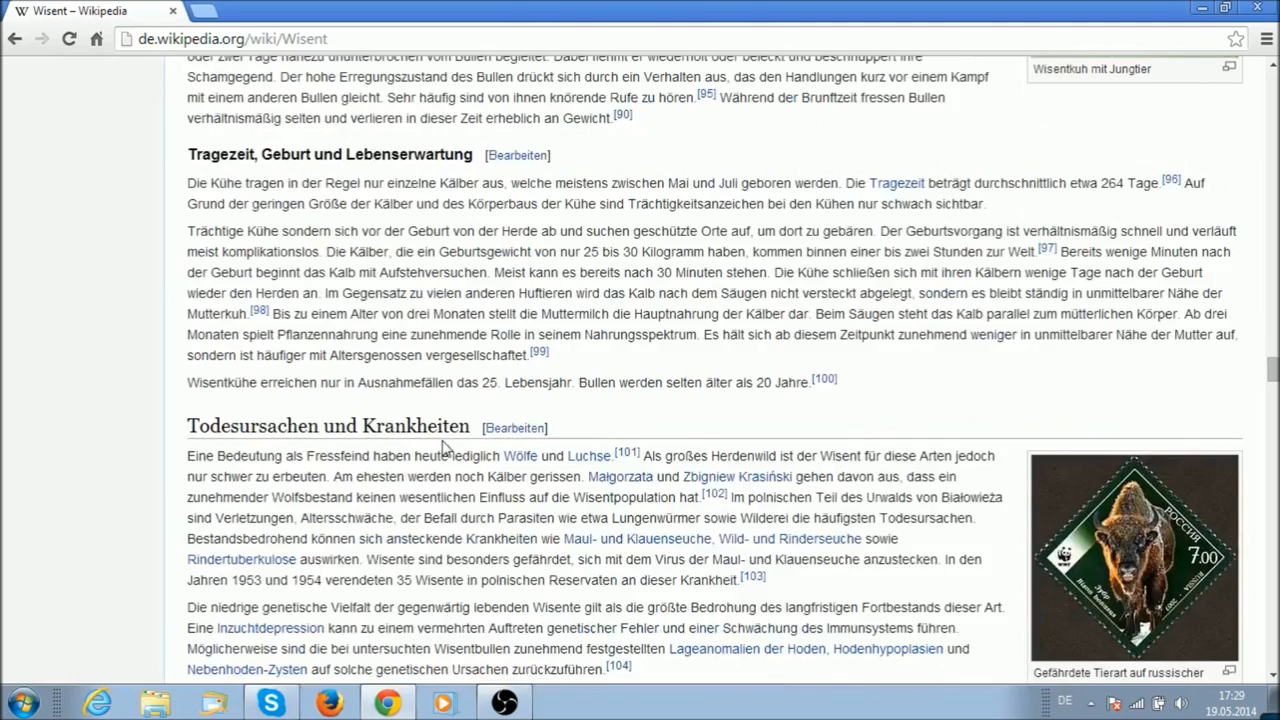 Wisent – Wikipedia
de.wikipedia.org/wiki/Wisent
oder zwei Tage nahezu ununterbrochen vom Bullen begleitet. Dabei nehmt er wiederholt oder beleckt und beschnuppert ihre
Wisentkuh mit Jungtier
Schamgegend. Der hohe Erregungszustand des Bullen drückt sich durch ein Verhalten aus, das den Handlungen kurz vor einem Kampf
mit einem anderen Bullen gleicht. Sehr häufig sind von ihnen knörende Rufe zu hören.[95] Während der Brunftzeit fressen Bullen
verhältnismäßig selten und verlieren in dieser Zeit erheblich an Gewicht.[90]
Tragezeit, Geburt und Lebenserwartung [Bearbeiten]
Die Kühe tragen in der Regel nur einzelne Kälber aus, welche meistens zwischen Mai und Juli geboren werden. Die Tragezeit beträgt durchschnittlich etwa 264 Tage.[96] Auf
Grund der geringen Größe der Kälber und des Körperbaus der Kühe sind Trächtigkeitsanzeichen bei den Kühen nur schwach sichtbar.
Trächtige Kühe sondern sich vor der Geburt von der Herde ab und suchen geschützte Orte auf, um dort zu gebären. Der Geburtsvorgang ist verhältnismäßig schnell und verläuft
meist komplikationslos. Die Kälber, die ein Geburtsgewicht von nur 25 bis 30 Kilogramm haben, kommen binnen einer bis zwei Stunden zur Welt.[97] Bereits wenige Minuten nach
der Geburt beginnt das Kalb mit Aufstehversuchen. Meist kann es bereits nach 30 Minuten stehen. Die Kühe schließen sich mit ihren Kälbern wenige Tage nach der Geburt
wieder den Herden an. Im Gegensatz zu vielen anderen Huftieren wird das Kalb nach dem Säugen nicht versteckt abgelegt, sondern es bleibt ständig in unmittelbarer Nähe der
Mutterkuh.[98] Bis zu einem Alter von drei Monaten stellt die Muttermilch die Hauptnahrung der Kälber dar. Beim Säugen steht das Kalb parallel zum mütterlichen Körper. Ab drei
Monaten spielt Pflanzennahrung eine zunehmende Rolle in seinem Nahrungsspektrum. Es hält sich ab diesem Zeitpunkt zunehmend weniger in unmittelbarer Nähe der Mutter auf,
sondern ist häufiger mit Altersgenossen vergesellschaftet.[99]
Wisentkühe erreichen nur in Ausnahmefällen das 25. Lebensjahr. Bullen werden selten älter als 20 Jahre.[100]
Todesursachen und Krankheiten [Bearbeiten]
Eine Bedeutung als Fressfeind haben heute lediglich Wölfe und Luchse.[101] Als großes Herdenwild ist der Wisent für diese Arten jedoch
nur schwer zu erbeuten. Am ehesten werden noch Kälber gerissen. Małgorzata und Zbigniew Krasiński gehen davon aus, dass ein
zunehmender Wolfsbestand keinen wesentlichen Einfluss auf die Wisentpopulation hat.[102] Im polnischen Teil des Urwalds von Białowieża
sind Verletzungen, Altersschwäche, der Befall durch Parasiten wie etwa Lungenwürmer sowie Wilderei die häufigsten Todesursachen.
Bestandsbedrohend können sich ansteckende Krankheiten wie Maul- und Klauenseuche, Wild- und Rinderseuche sowie
Rindertuberkulose auswirken. Wisente sind besonders gefährdet, sich mit dem Virus der Maul- und Klauenseuche anzustecken. In den
Jahren 1953 und 1954 verendeten 35 Wisente in polnischen Reservaten an dieser Krankheit.[103]
Die niedrige genetische Vielfalt der gegenwärtig lebenden Wisente gilt als die größte Bedrohung des langfristigen Fortbestands dieser Art.
Eine Inzuchtdepression kann zu einem vermehrten Auftreten genetischer Fehler und einer Schwächung des Immunsystems führen.
Möglicherweise sind die bei untersuchten Wisentbullen zunehmend festgestellten Lageanomalien der Hoden, Hodenhypoplasien und
Nebenhoden-Zysten auf solche genetischen Ursachen zurückzuführen.[104]
РОССИЯ
7.00
WWF
Зубр
Bison bonasus
RUSSIA
Gefährdete Tierart auf russischer
DE
17:29
19.05.2014